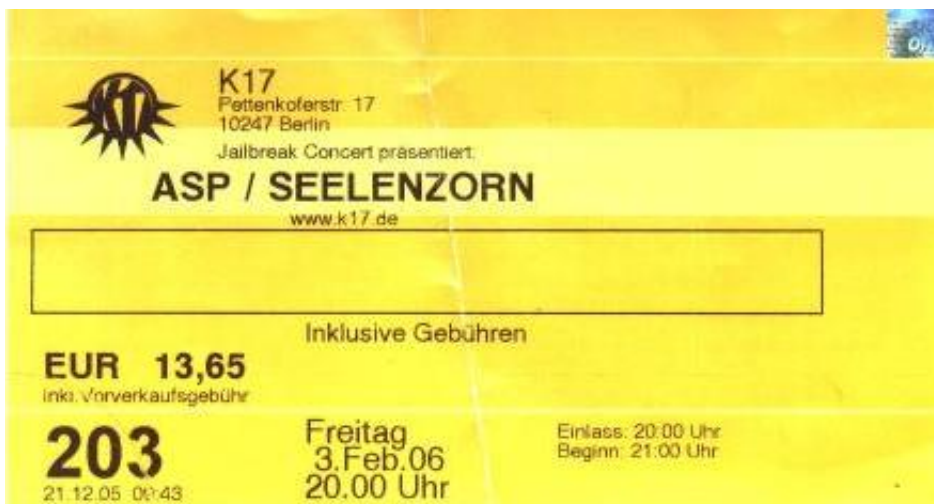 K17
K17
Pettenkoferstr. 17
10247 Berlin
Jailbreak Concert präsentiert:
ASP / SEELENZORN
www.k17.de
Inklusive Gebühren
EUR 13,65
inkl. Vorverkaufsgebühr
203
Freitag
3.Feb.06
20.00 Uhr
Einlass: 20:00 Uhr
Beginn: 21:00 Uhr
21.12.05